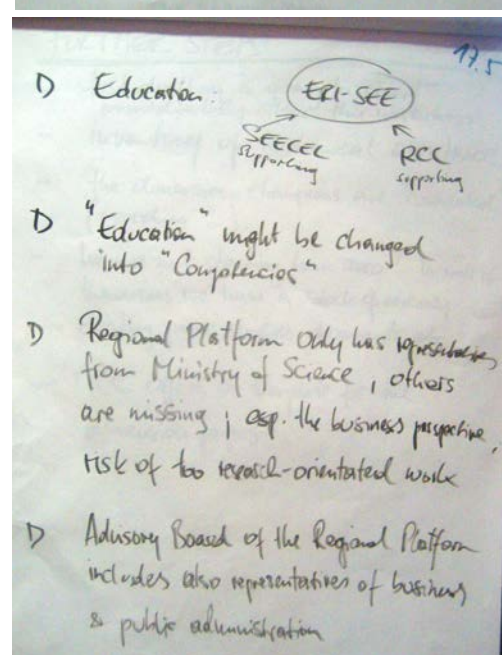 17.5
D Education. ERI-SEE
SEECEL RCC
supporting supporting
D "Education" might be changed
into "Competencies"
D Regional Platform only has representatives
from Ministry of Science, others
are missing; esp. the business perspective,
risk of too research-orientated work
D Advisory Board of the Regional Platform
includes also representatives of business
& public administration